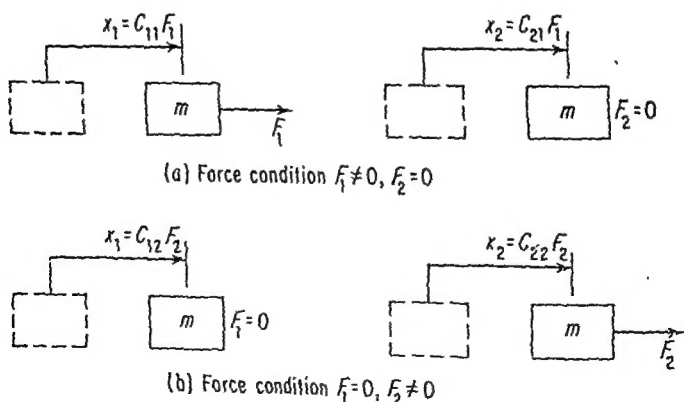 x₁ = C₁₁F₁
x₂ = C₂₁F₁
m
F₁
m
F₂ = 0
(a) Force condition F₁ ≠ 0, F₂ = 0
x₁ = C₁₂F₂
x₂ = C₂₂F₂
m
F₁ = 0
m
F₂
(b) Force condition F₁ = 0, F₂ ≠ 0